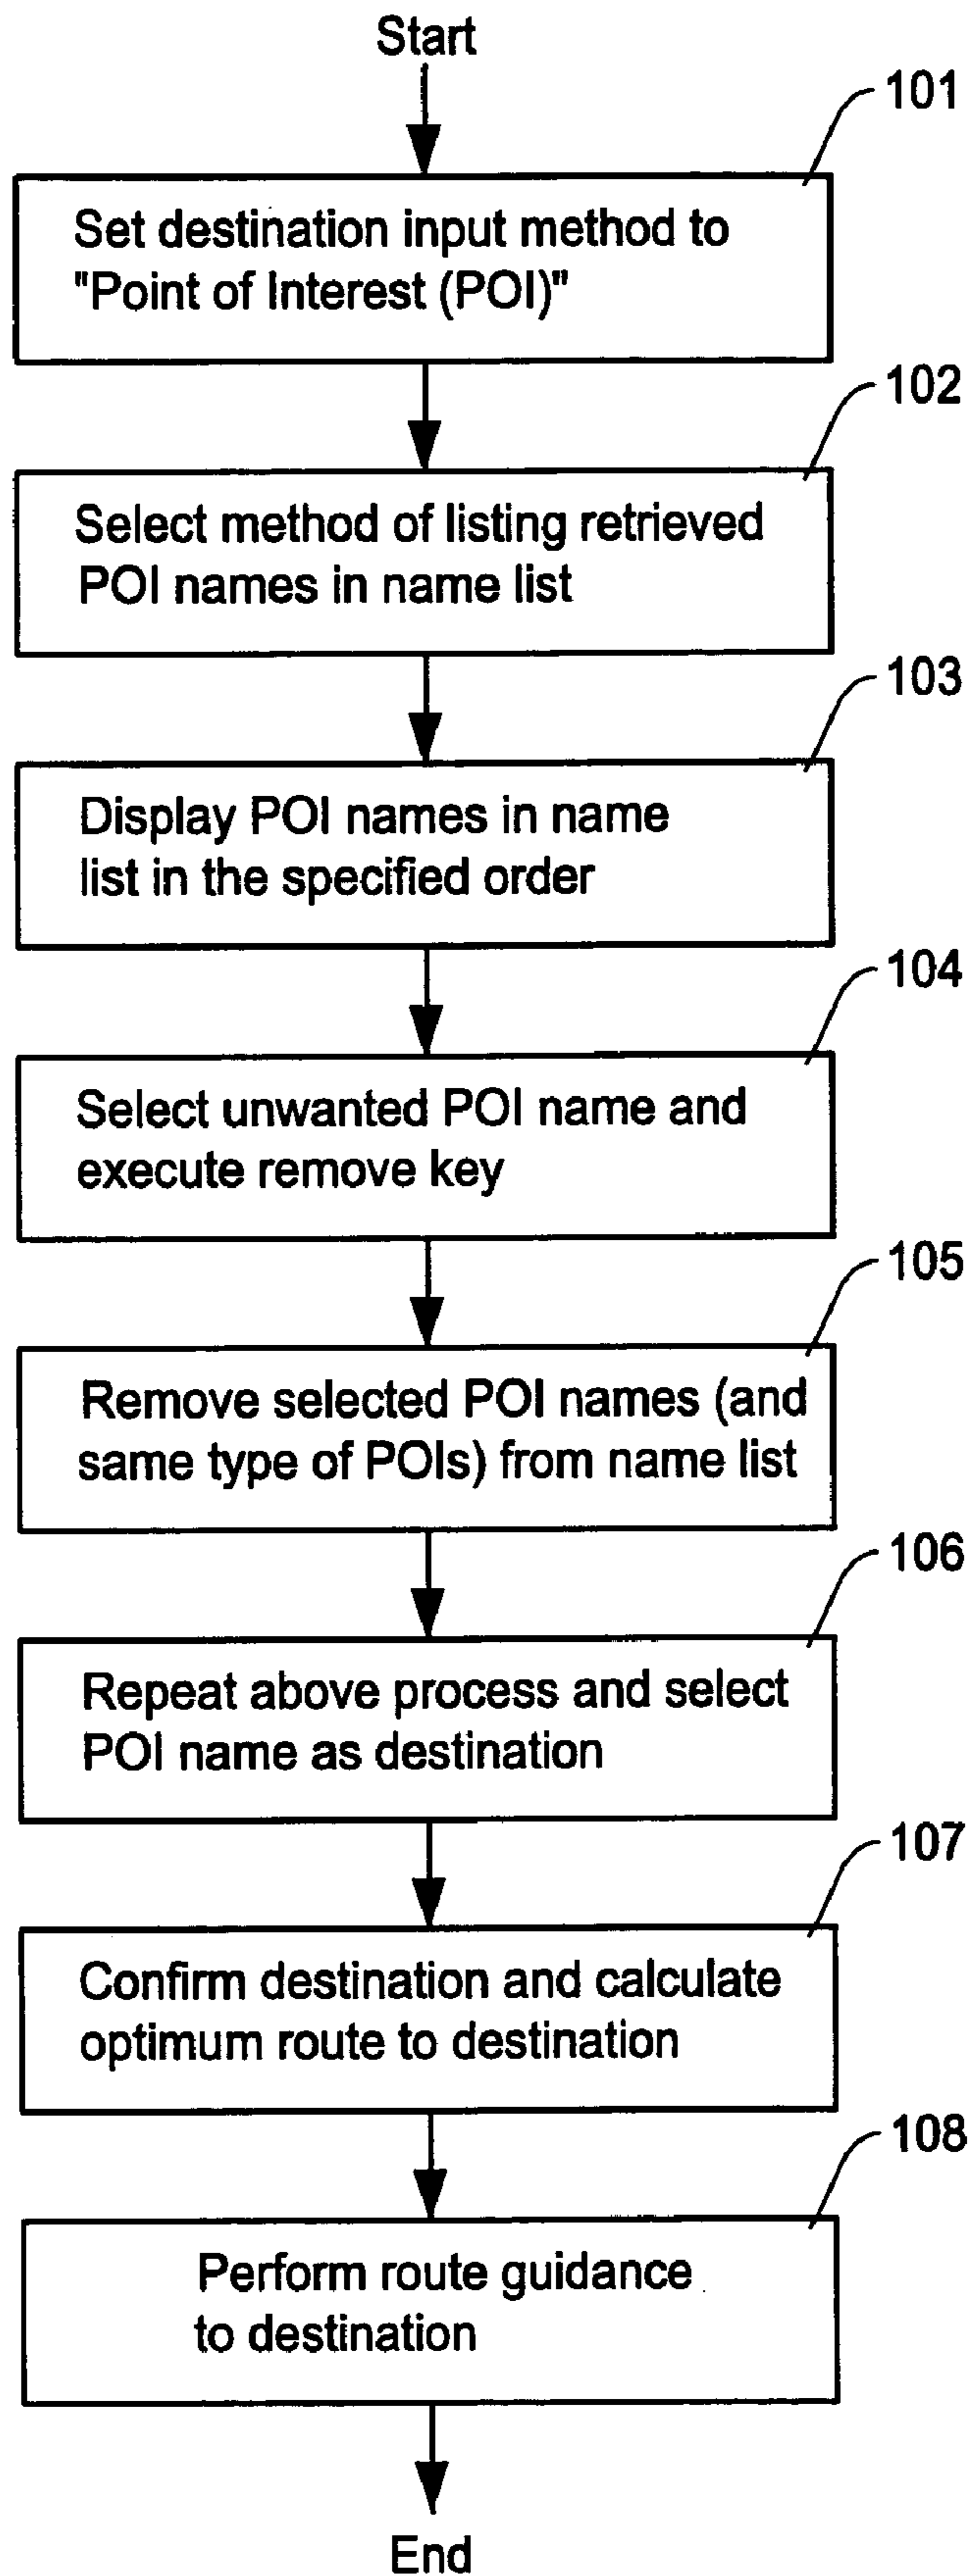 Start
101
Set destination input method to
"Point of Interest (POI)"
102
Select method of listing retrieved
POI names in name list
103
Display POI names in name
list in the specified order
104
Select unwanted POI name and
execute remove key
105
Remove selected POI names (and
same type of POIs) from name list
106
Repeat above process and select
POI name as destination
107
Confirm destination and calculate
optimum route to destination
108
Perform route guidance
to destination
End